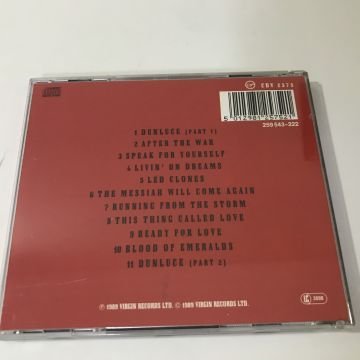 CDV 2575
5 012981 257521
259 543-222
1 DUNLUCE (PART 1)
2 AFTER THE WAR
3 SPEAK FOR YOURSELF
4 LIVIN' ON DREAMS
5 LED CLONES
6 THE MESSIAH WILL COME AGAIN
7 RUNNING FROM THE STORM
8 THIS THING CALLED LOVE
9 READY FOR LOVE
10 BLOOD OF EMERALDS
11 DUNLUCE (PART 2)
℗ 1989 VIRGIN RECORDS LTD. © 1989 VIRGIN RECORDS LTD.